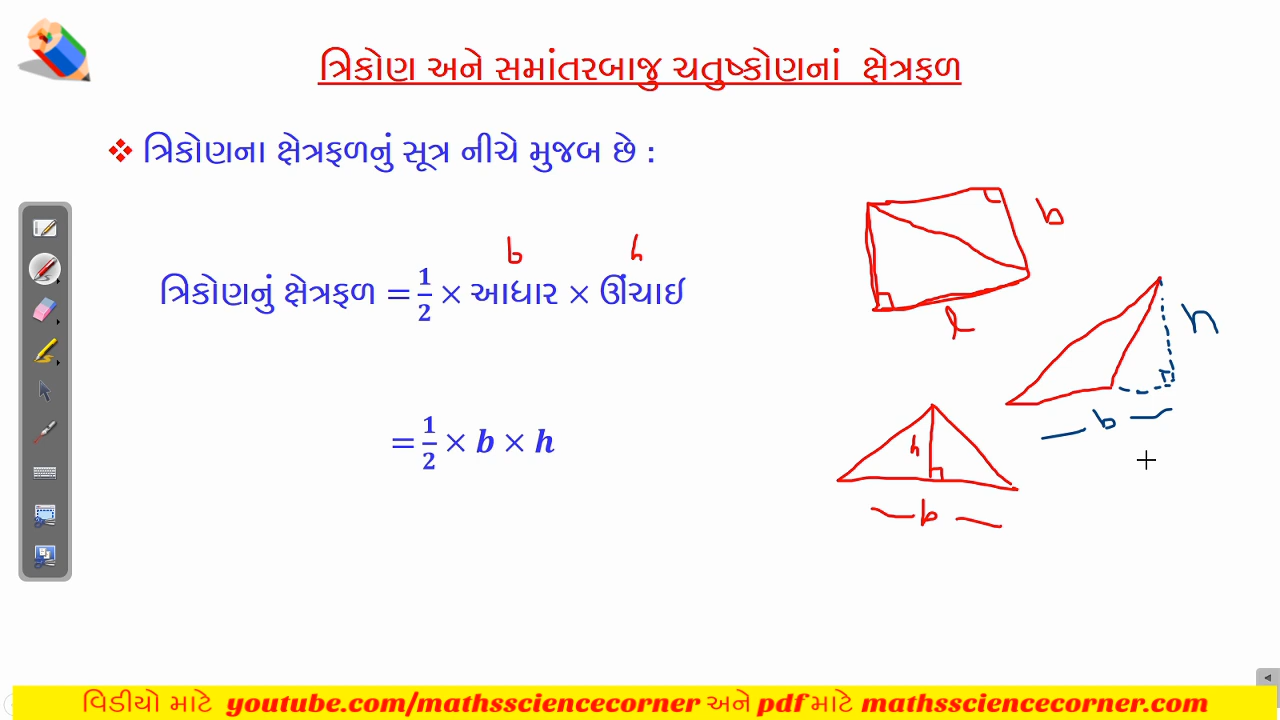 ત્રિકોણ અને સમાંતરબાજુ ચતુષ્કોણનાં ક્ષેત્રફળ
❖ ત્રિકોણના ક્ષેત્રફળનું સૂત્ર નીચે મુજબ છે :
b h
ત્રિકોણનું ક્ષેત્રફળ = 1/2 × આધાર × ઊંચાઈ
= 1/2 × b × h
b
l
h
b
h
b
વિડીયો માટે youtube.com/mathssciencecorner અને pdf માટે mathssciencecorner.com